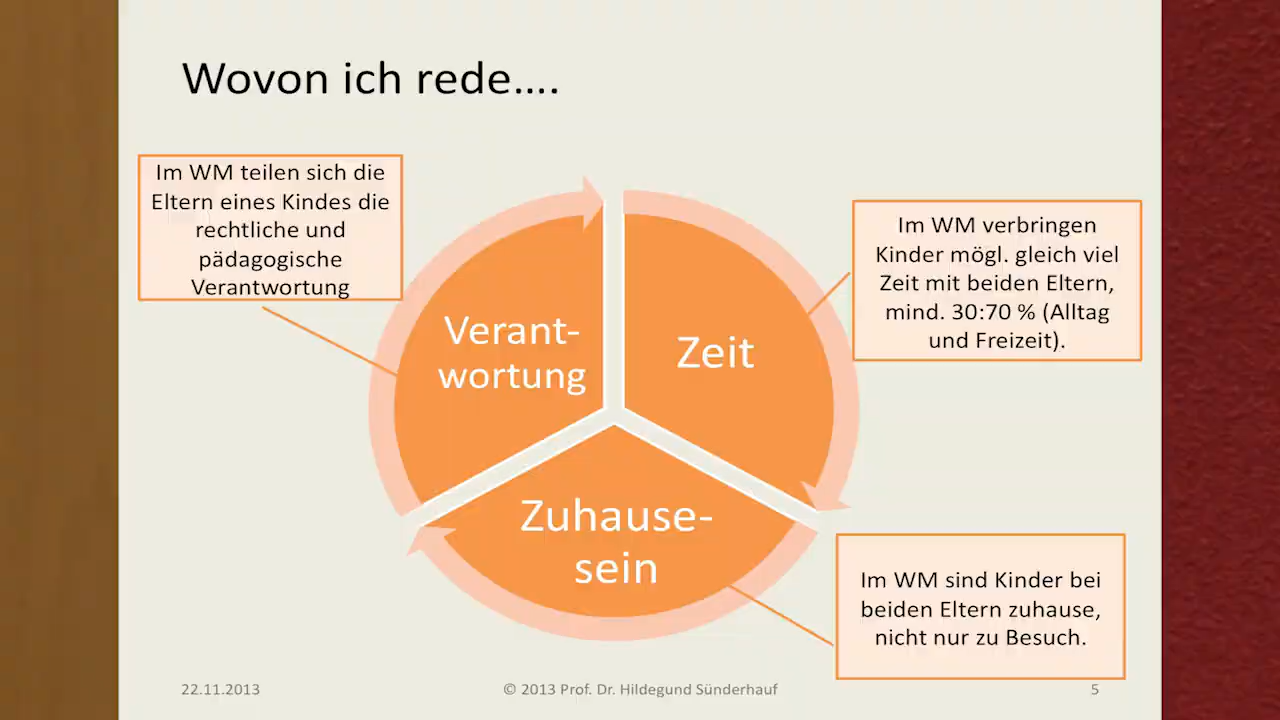 Wovon ich rede....
Im WM teilen sich die
Eltern eines Kindes die
rechtliche und
pädagogische
Verantwortung
Im WM verbringen
Kinder mögl. gleich viel
Zeit mit beiden Eltern,
mind. 30:70 % (Alltag
und Freizeit).
Verant-
wortung
Zeit
Zuhause-
sein
Im WM sind Kinder bei
beiden Eltern zuhause,
nicht nur zu Besuch.
22.11.2013
© 2013 Prof. Dr. Hildegund Sünderhauf
5